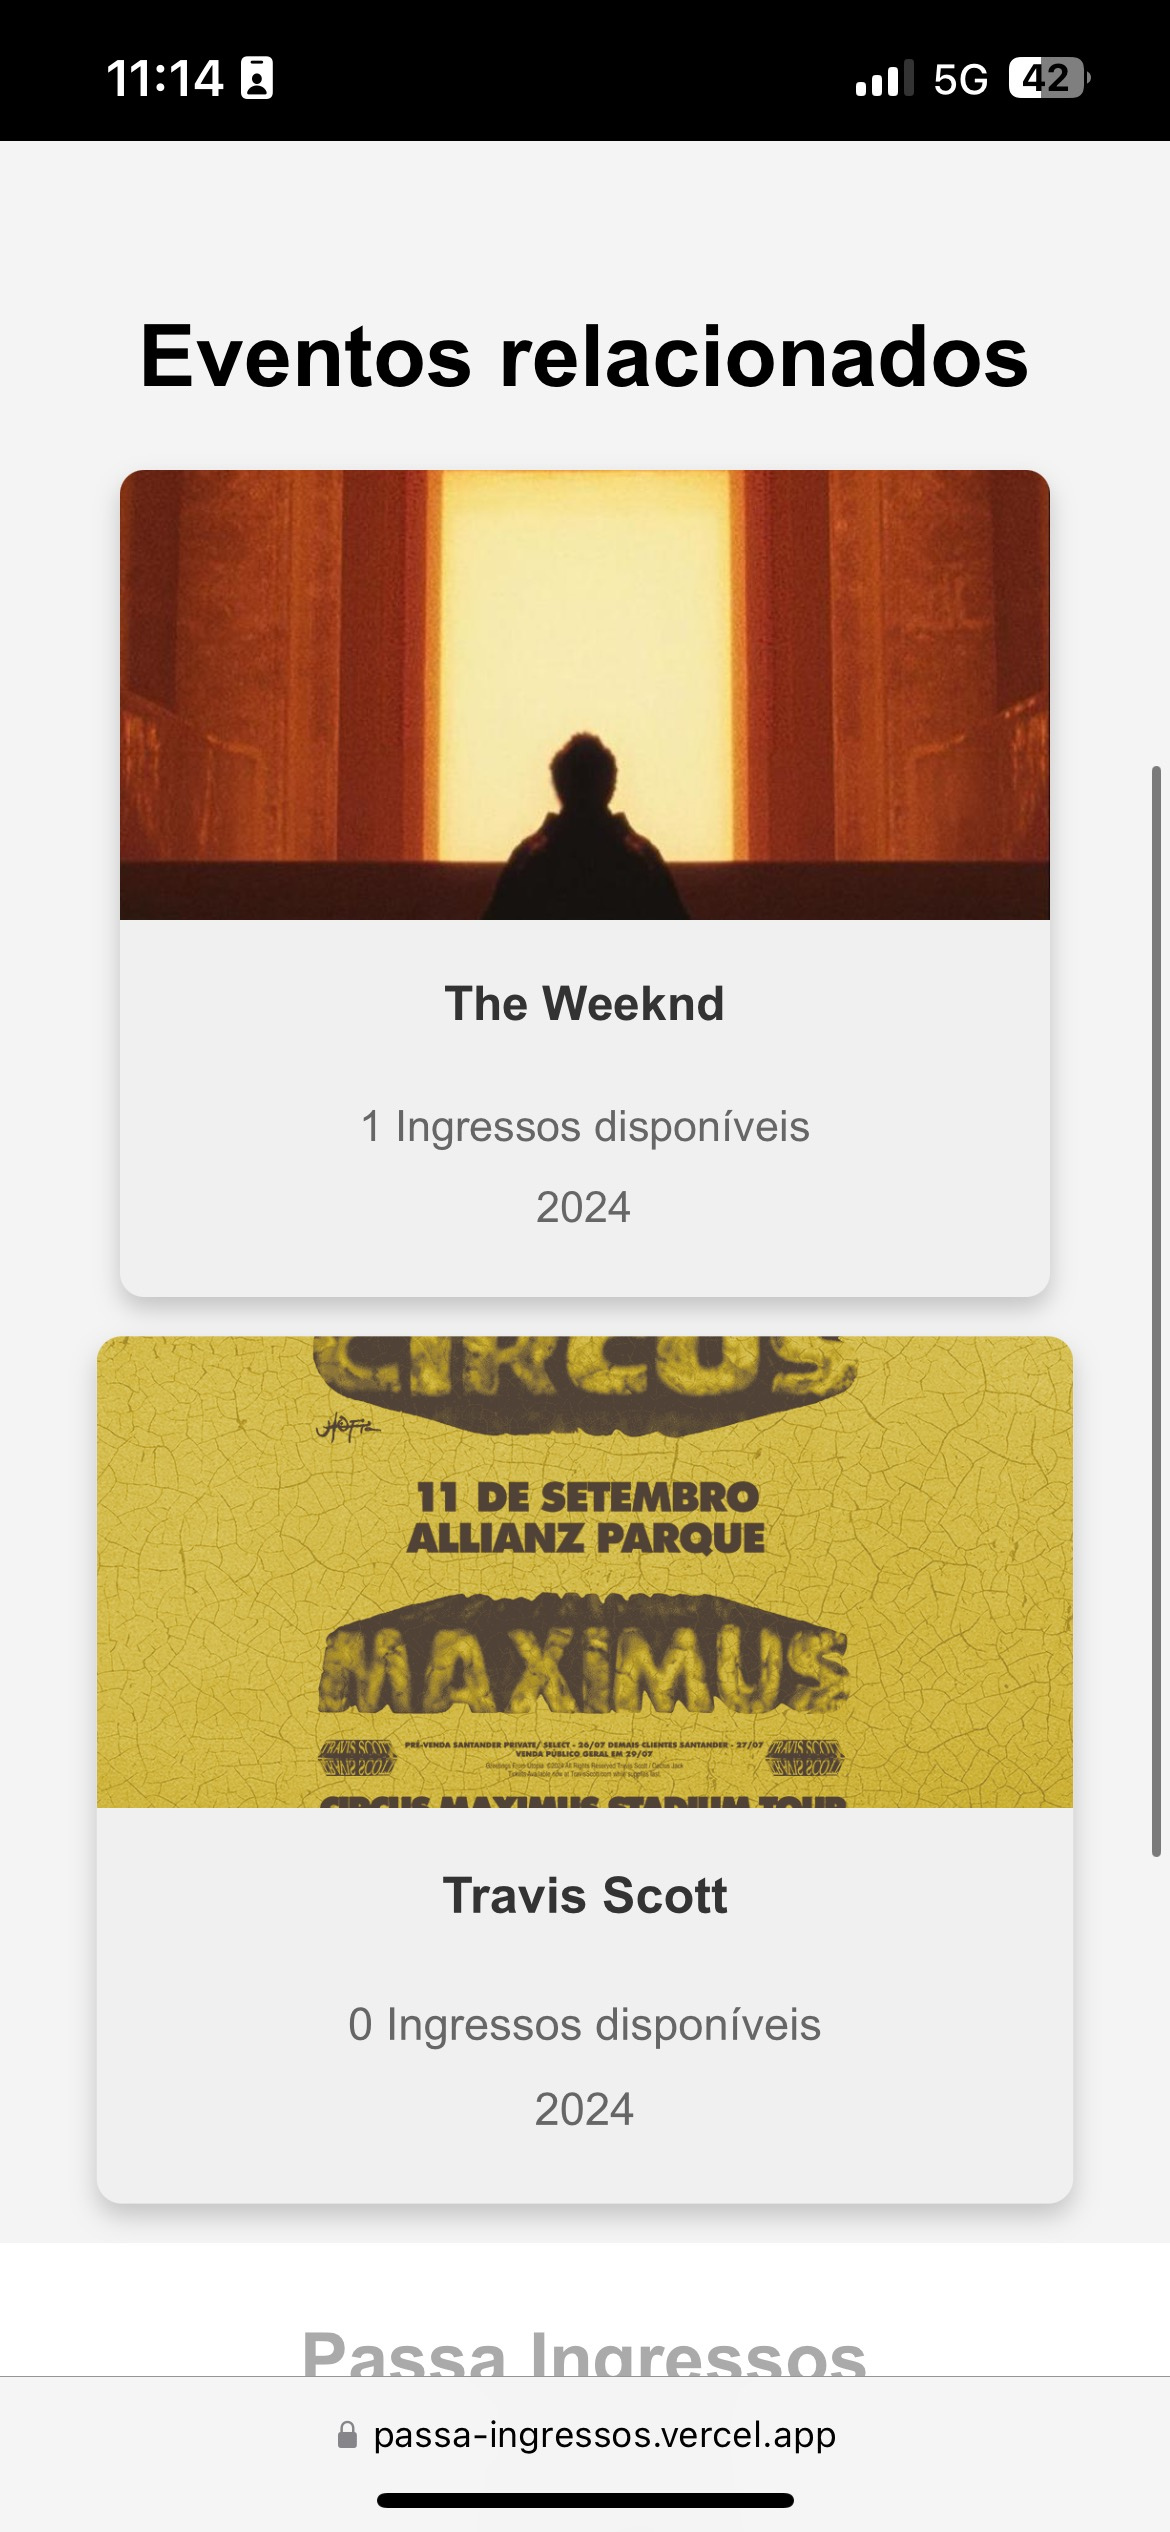 11:14
5G
42
Eventos relacionados
The Weeknd
1 Ingressos disponíveis
2024
CIRCUS
11 DE SETEMBRO
ALLIANZ PARQUE
MAXIMUS
TRAVIS SCOTT
PRÉ-VENDA SANTANDER PRIVATE/ SELECT - 26/07 DEMAIS CLIENTES SANTANDER - 27/07
VENDA PÚBLICO GERAL EM 29/07
TRAVIS SCOTT
CIRCUS MAXIMUS STADIUM TOUR
Travis Scott
0 Ingressos disponíveis
2024
Passa Ingressos
passa-ingressos.vercel.app